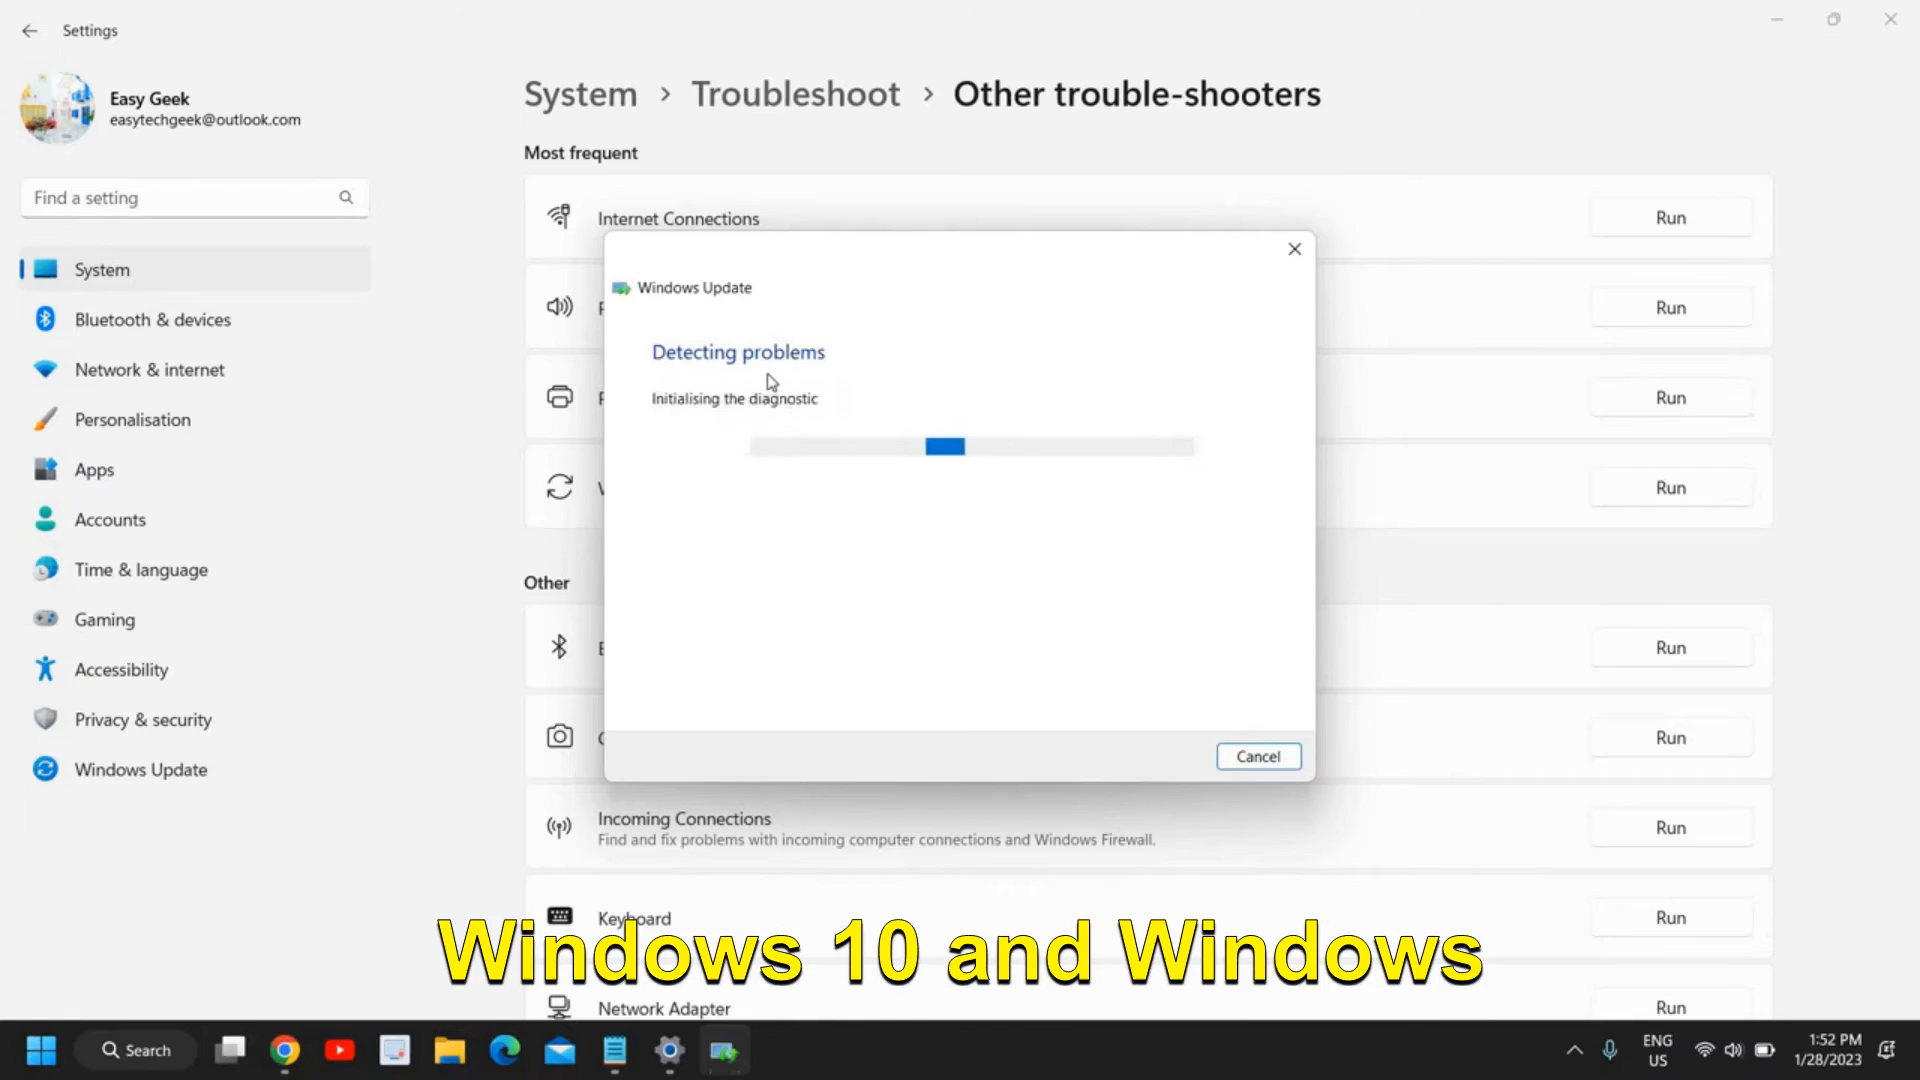 Settings
Easy Geek
easytechgeek@outlook.com
Find a setting
System
Bluetooth & devices
Network & internet
Personalisation
Apps
Accounts
Time & language
Gaming
Accessibility
Privacy & security
Windows Update
System > Troubleshoot > Other trouble-shooters
Most frequent
Internet Connections
Run
Run
Run
Run
Windows Update
Detecting problems
Initialising the diagnostic
Cancel
Other
Run
Run
Incoming Connections
Find and fix problems with incoming computer connections and Windows Firewall.
Run
Keyboard
Run
Network Adapter
Run
Windows 10 and Windows
Search
ENG
US
1:52 PM
1/28/2023